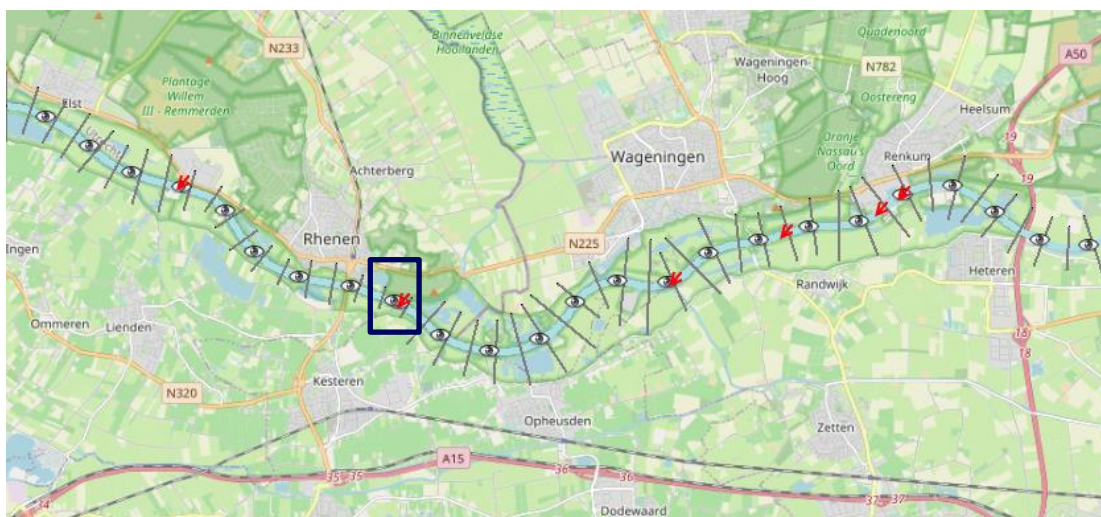 Binnenveldse
Hooilanden
Quadenoord
A50
N233
Wageningen-
Hoog
N782
Plantage
Willem
III - Remmerden
Oostereng
Heelsum
Elst
Utrecht
Oranje
Nassau's
Oord
19
Renkum
Wageningen
Achterberg
19
Rhenen
N225
Ingen
Heteren
Randwijk
Ommeren
Lienden
18
18
Kesteren
N320
Opheusden
Zetten
A15
35
35
36
36
37
37
34
Dodewaard